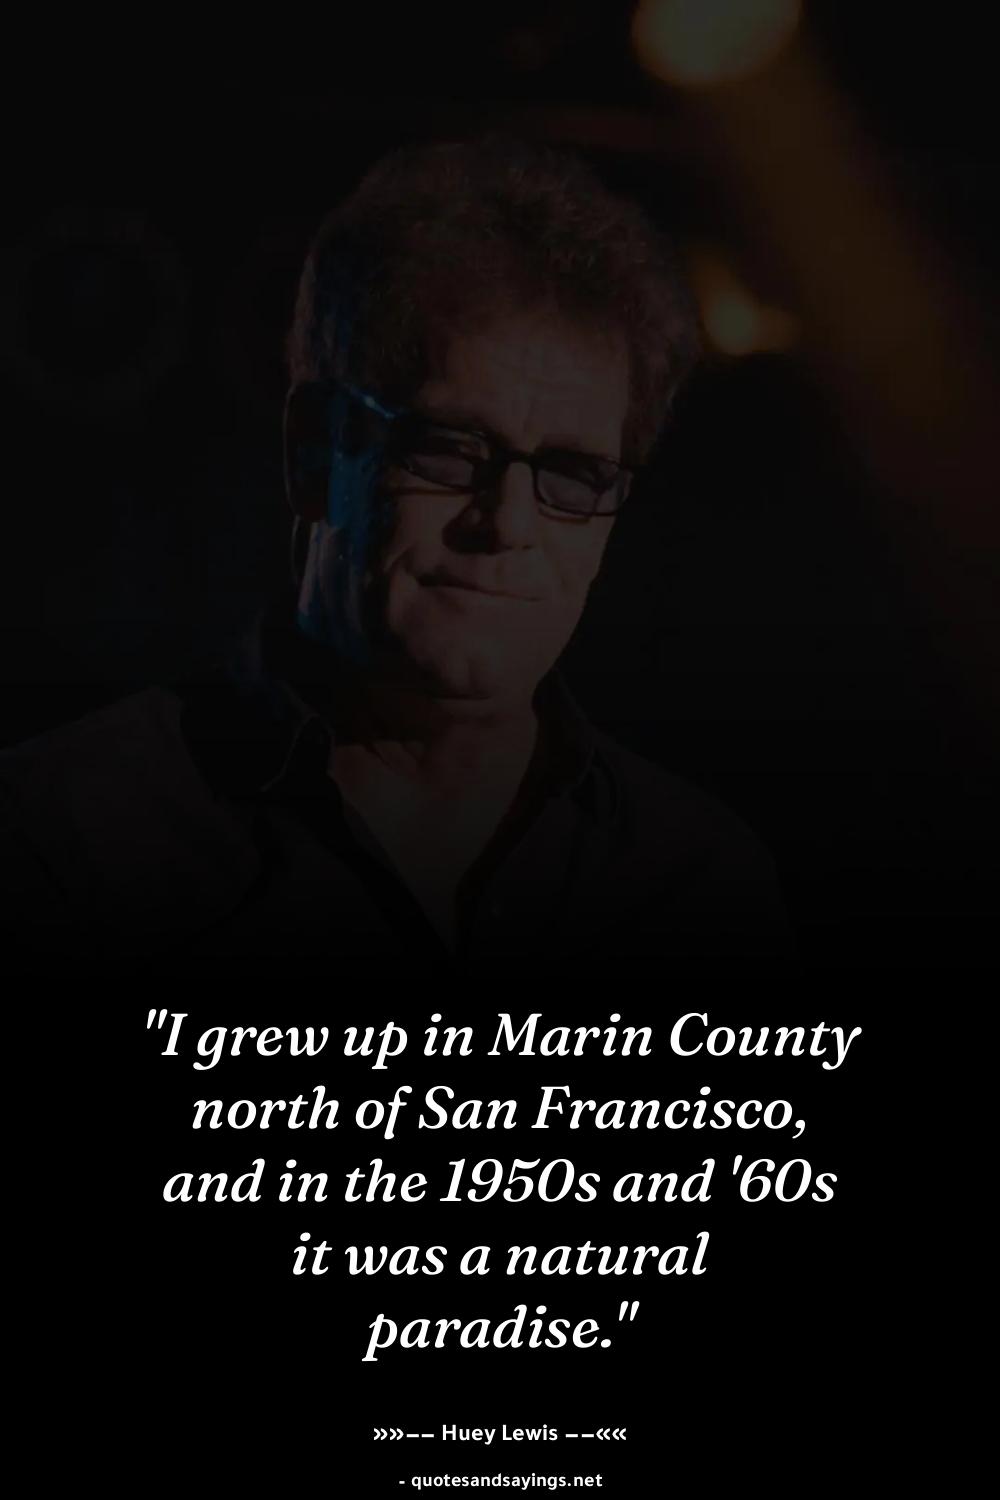 "I grew up in Marin County
north of San Francisco,
and in the 1950s and '60s
it was a natural
paradise."
»»−− Huey Lewis −−««
- quotesandsayings.net